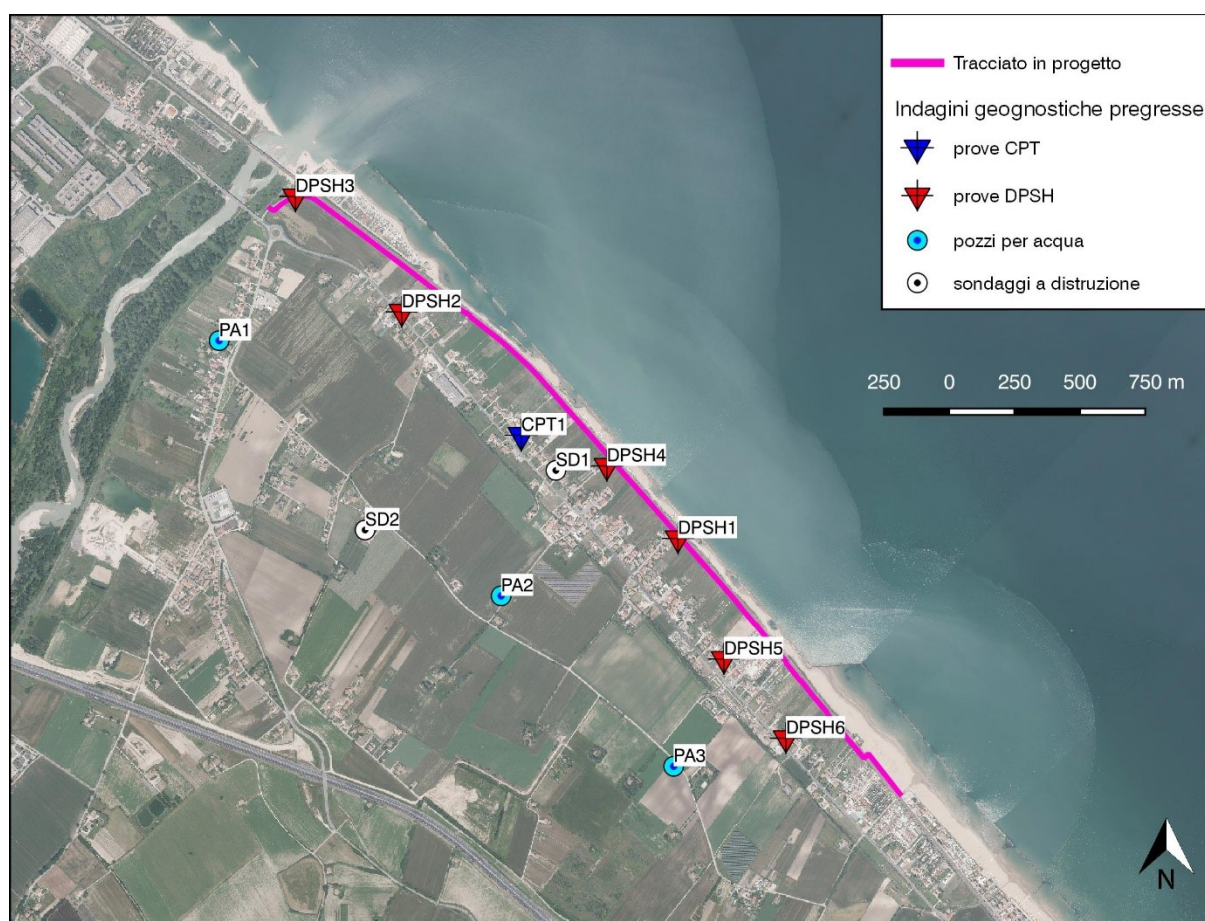 Tracciato in progetto
Indagini geognostiche pregresse
prove CPT
prove DPSH
pozzi per acqua
sondaggi a distruzione
250 0 250 500 750 m
DPSH3
DPSH2
PA1
CPT1
SD1
DPSH4
SD2
DPSH1
PA2
DPSH5
DPSH6
PA3
N